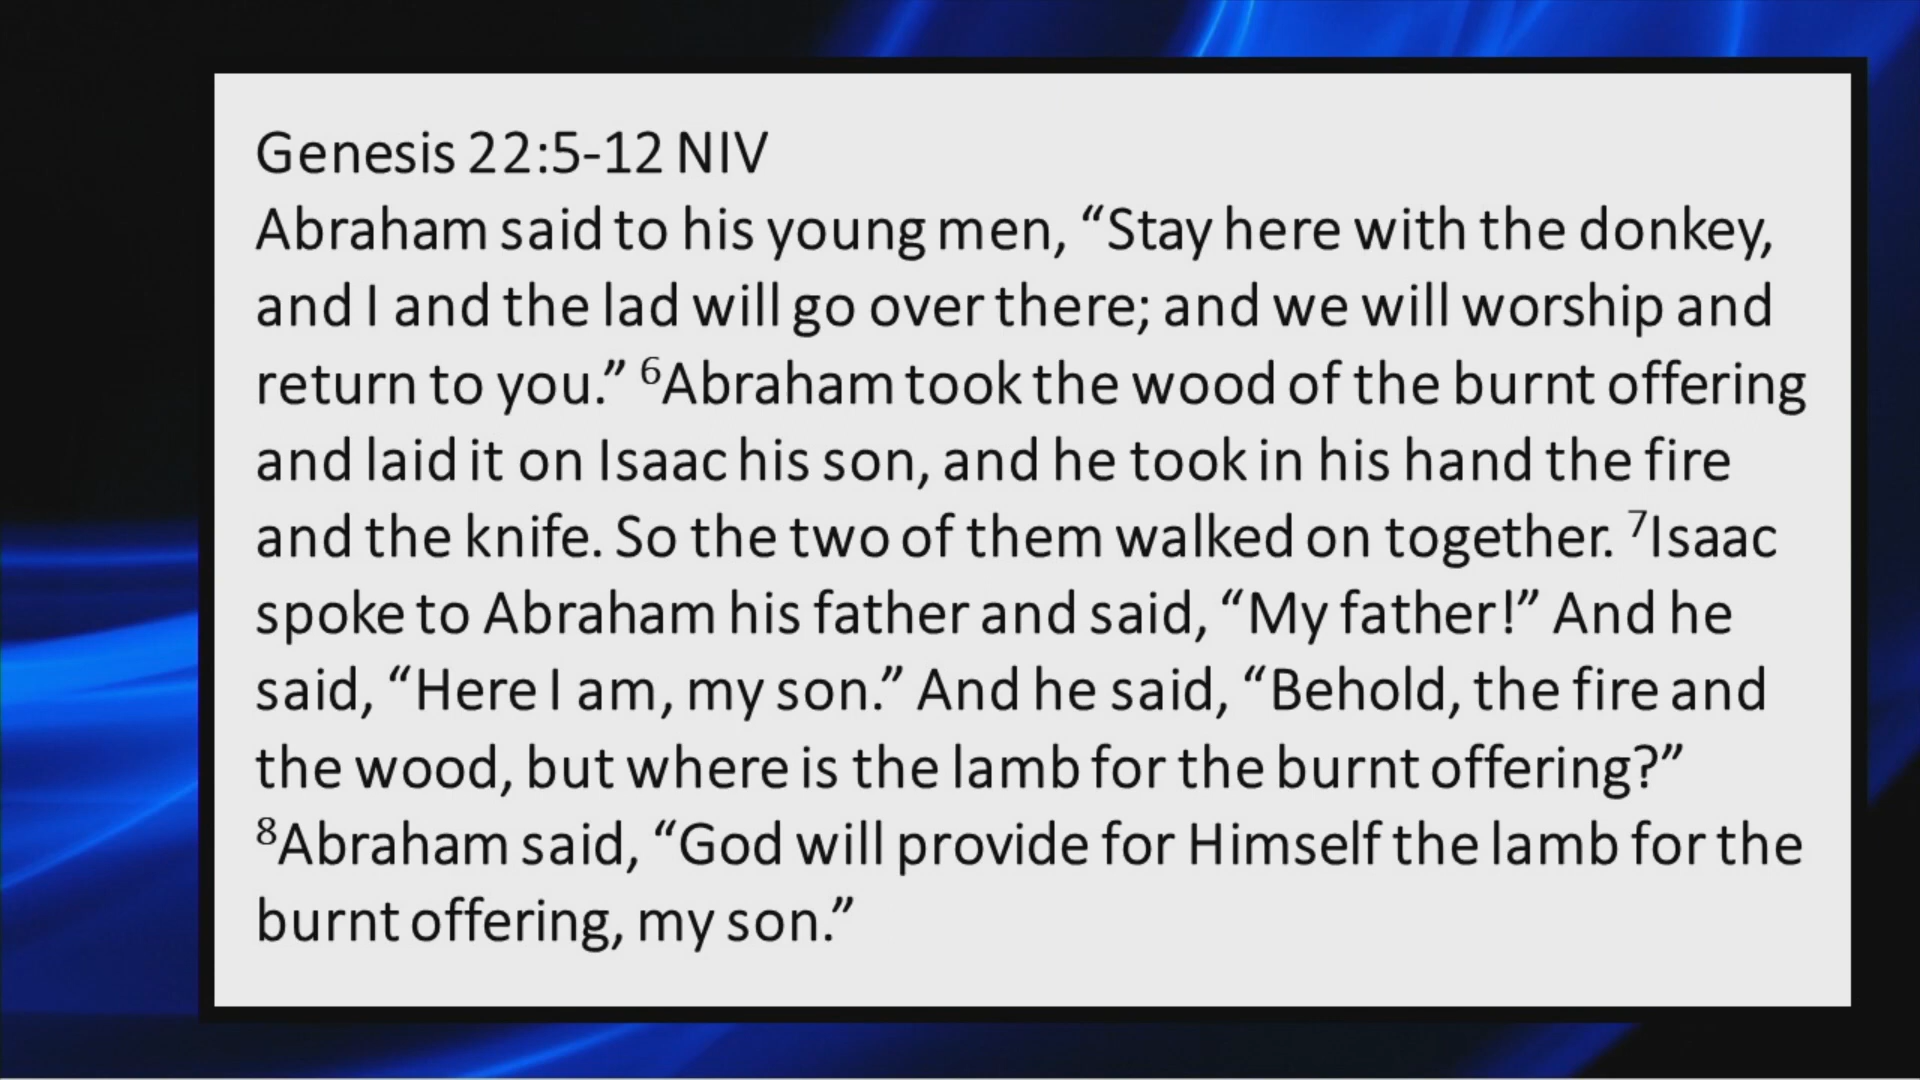 Genesis 22:5-12 NIV
Abraham said to his young men, “Stay here with the donkey,
and I and the lad will go over there; and we will worship and
return to you.” ⁶Abraham took the wood of the burnt offering
and laid it on Isaac his son, and he took in his hand the fire
and the knife. So the two of them walked on together. ⁷Isaac
spoke to Abraham his father and said, “My father!” And he
said, “Here I am, my son.” And he said, “Behold, the fire and
the wood, but where is the lamb for the burnt offering?”
⁸Abraham said, “God will provide for Himself the lamb for the
burnt offering, my son.”